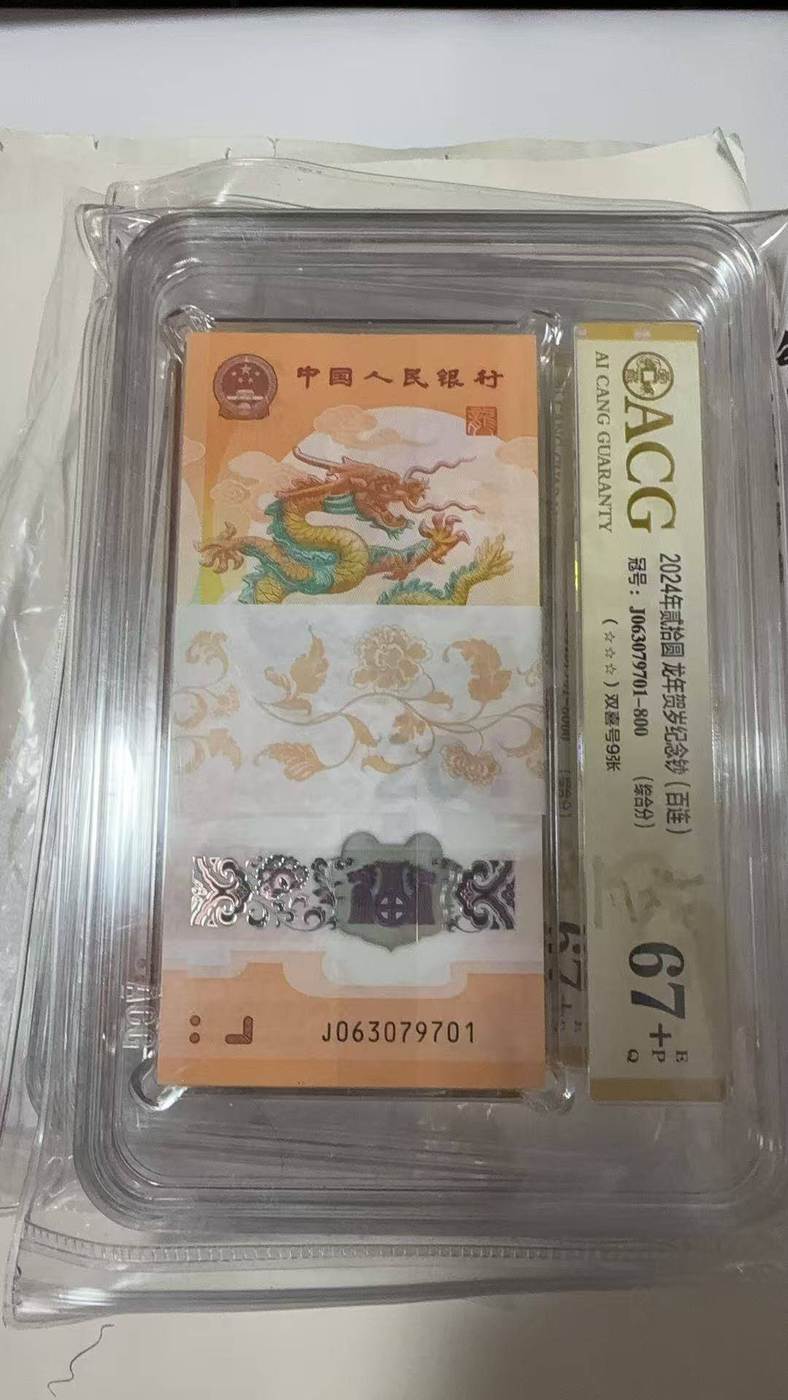 中国人民银行
J063079701
ACG
AI CANG GUARANTY
2024年贰拾圆 龙年贺岁纪念钞（百连）
冠号：J063079701-800 （综合分）
（☆☆☆）双喜号9张
67+
E
P
Q
ACG